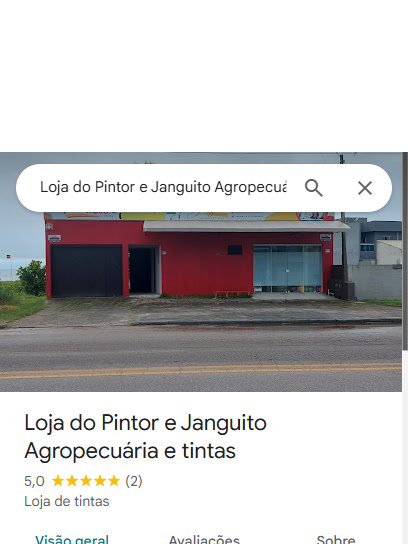 Loja do Pintor e Janguito Agropecuá
Loja do Pintor e Janguito
Agropecuária e tintas
5,0 (2)
Loja de tintas
Visão geral Avaliações Sobre